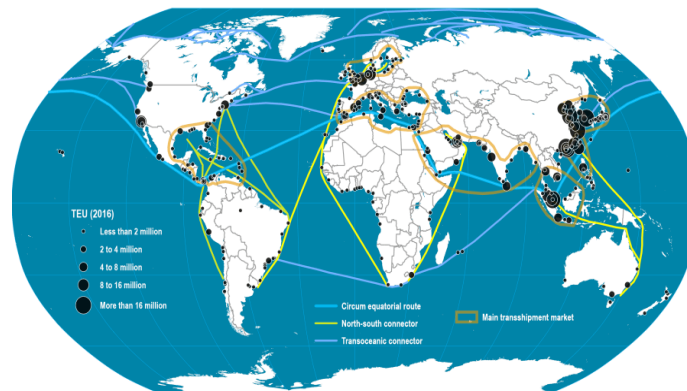 TEU (2016)
Less than 2 million
2 to 4 million
4 to 8 million
8 to 16 million
More than 16 million
Circum equatorial route
North-south connector
Transoceanic connector
Main transshipment market